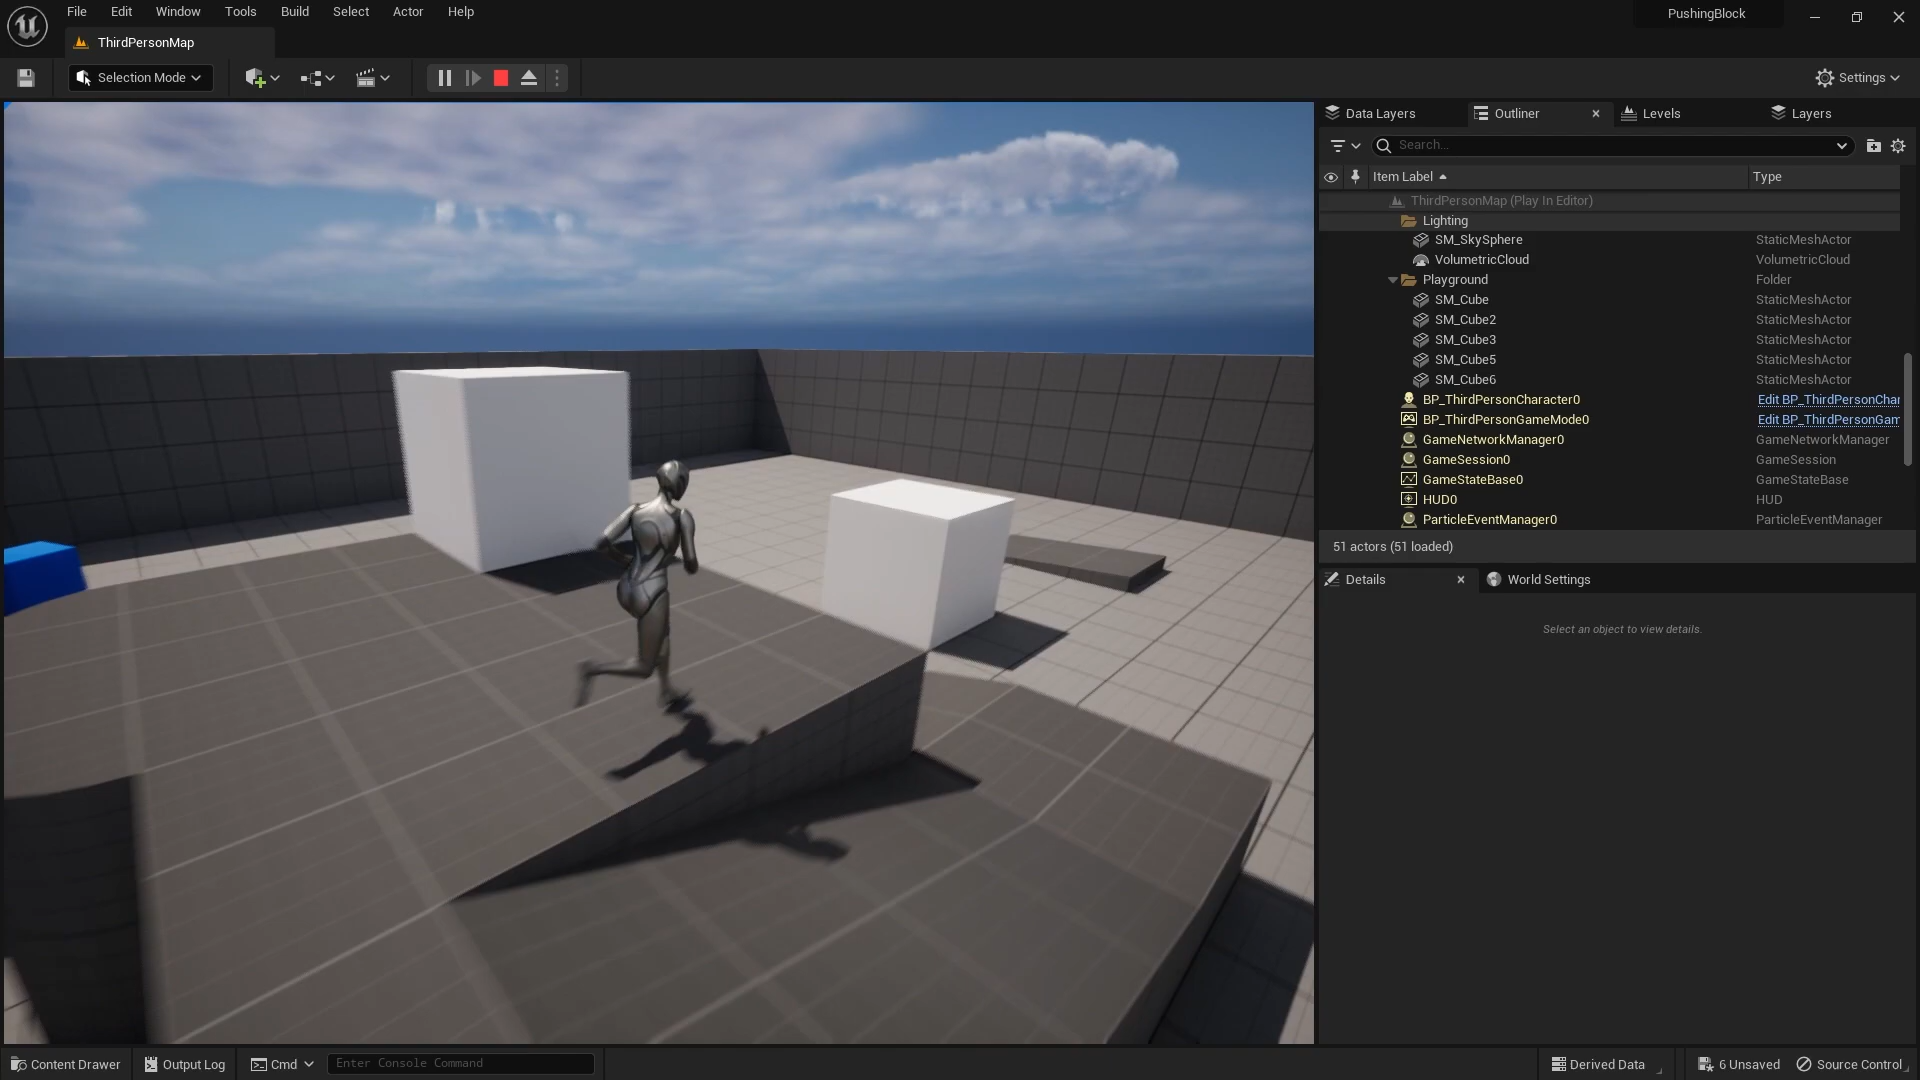 File Edit Window Tools Build Select Actor Help
PushingBlock
ThirdPersonMap
Selection Mode
Settings
Data Layers
Outliner
Levels
Layers
Search...
Item Label
Type
ThirdPersonMap (Play In Editor)
Lighting
SM_SkySphere StaticMeshActor
VolumetricCloud VolumetricCloud
Playground Folder
SM_Cube StaticMeshActor
SM_Cube2 StaticMeshActor
SM_Cube3 StaticMeshActor
SM_Cube5 StaticMeshActor
SM_Cube6 StaticMeshActor
BP_ThirdPersonCharacter0 Edit BP_ThirdPersonChar
BP_ThirdPersonGameMode0 Edit BP_ThirdPersonGam
GameNetworkManager0 GameNetworkManager
GameSession0 GameSession
GameStateBase0 GameStateBase
HUD0 HUD
ParticleEventManager0 ParticleEventManager
51 actors (51 loaded)
Details
World Settings
Select an object to view details.
Content Drawer
Output Log
Cmd
Enter Console Command
Derived Data
6 Unsaved
Source Control